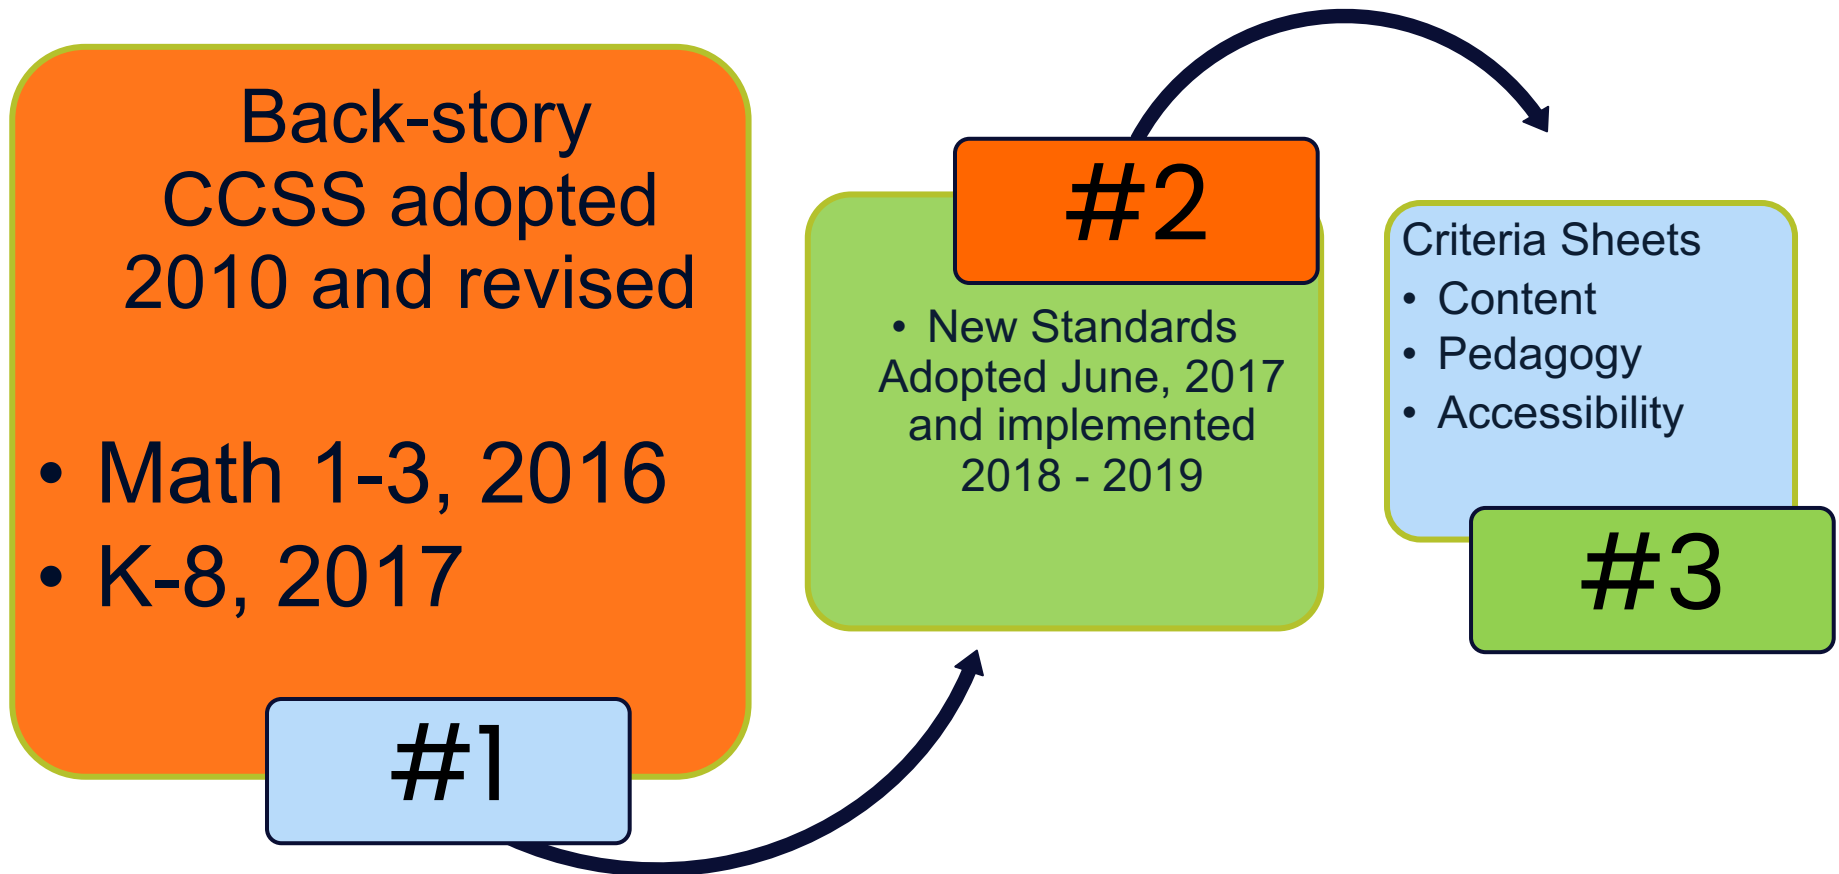 Back-story
CCSS adopted
2010 and revised
• Math 1-3, 2016
• K-8, 2017
#1
#2
• New Standards
Adopted June, 2017
and implemented
2018 - 2019
Criteria Sheets
• Content
• Pedagogy
• Accessibility
#3